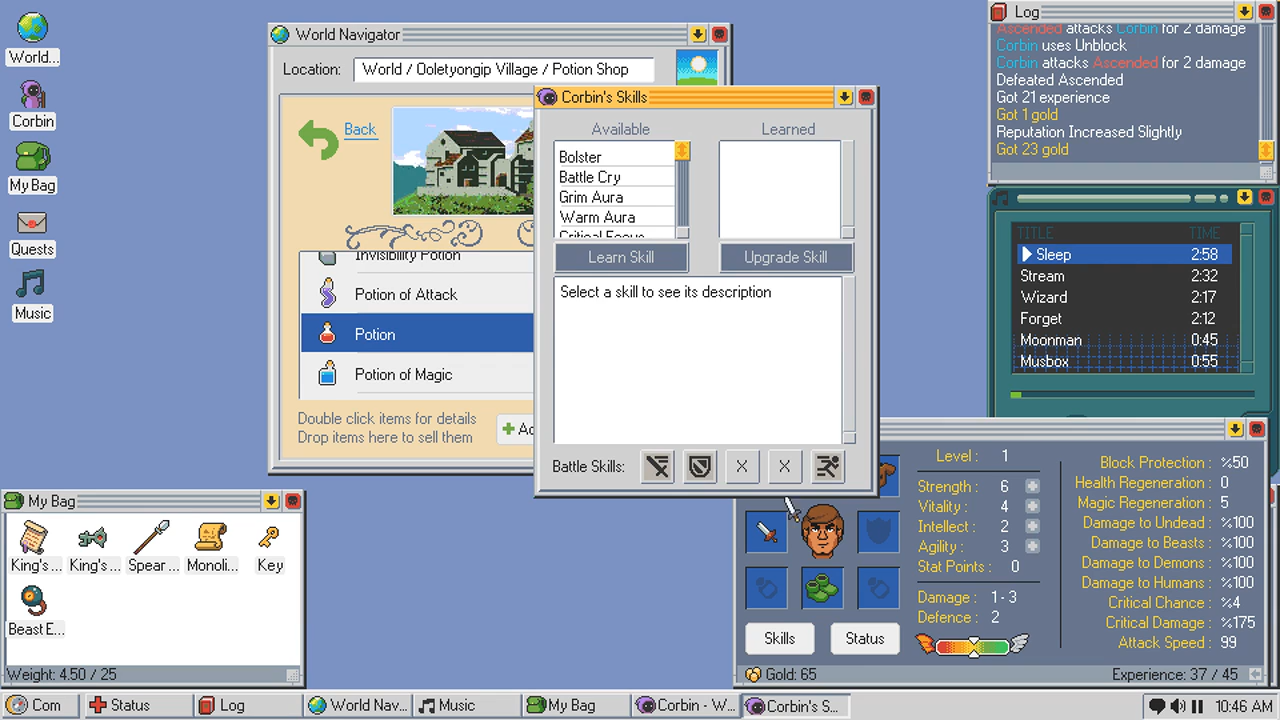 World...
Corbin
My Bag
Quests
Music
World Navigator
Location: World / Ooletyongip Village / Potion Shop
Back
Invisibility Potion
Potion of Attack
Potion
Potion of Magic
Double click items for details
Drop items here to sell them
Corbin's Skills
Available
Learned
Bolster
Battle Cry
Grim Aura
Warm Aura
Critical Focus
Learn Skill
Upgrade Skill
Select a skill to see its description
Battle Skills:
Log
Ascended attacks Corbin for 2 damage
Corbin uses Unblock
Corbin attacks Ascended for 2 damage
Defeated Ascended
Got 21 experience
Got 1 gold
Reputation Increased Slightly
Got 23 gold
TITLE TIME
Sleep 2:58
Stream 2:32
Wizard 2:17
Forget 2:12
Moonman 0:45
Musbox 0:55
My Bag
King's...
King's...
Spear ...
Monoli...
Key
Beast E...
Weight: 4.50 / 25
Level : 1
Strength : 6
Vitality : 4
Intellect : 2
Agility : 3
Stat Points : 0
Damage : 1 - 3
Defence : 2
Block Protection : %50
Health Regeneration : 0
Magic Regeneration : 5
Damage to Undead : %100
Damage to Beasts : %100
Damage to Demons : %100
Damage to Humans : %100
Critical Chance : %4
Critical Damage : %175
Attack Speed : 99
Skills
Status
Gold: 65
Experience: 37 / 45
Com
Status
Log
World Nav...
Music
My Bag
Corbin - W...
Corbin's S...
10:46 AM